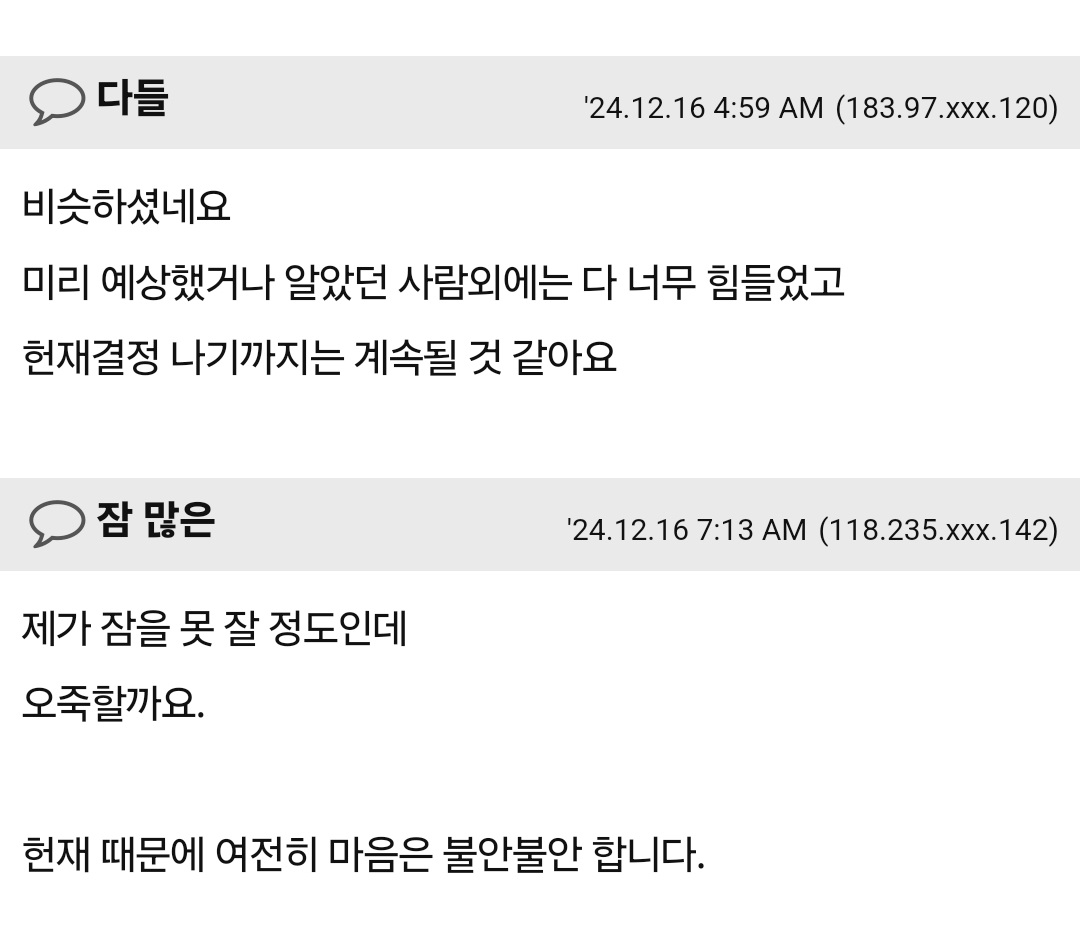 다들
'24.12.16 4:59 AM (183.97.xxx.120)
비슷하셨네요
미리 예상했거나 알았던 사람외에는 다 너무 힘들었고
헌재결정 나기까지는 계속될 것 같아요
잠 많은
'24.12.16 7:13 AM (118.235.xxx.142)
제가 잠을 못 잘 정도인데
오죽할까요.
헌재 때문에 여전히 마음은 불안불안 합니다.